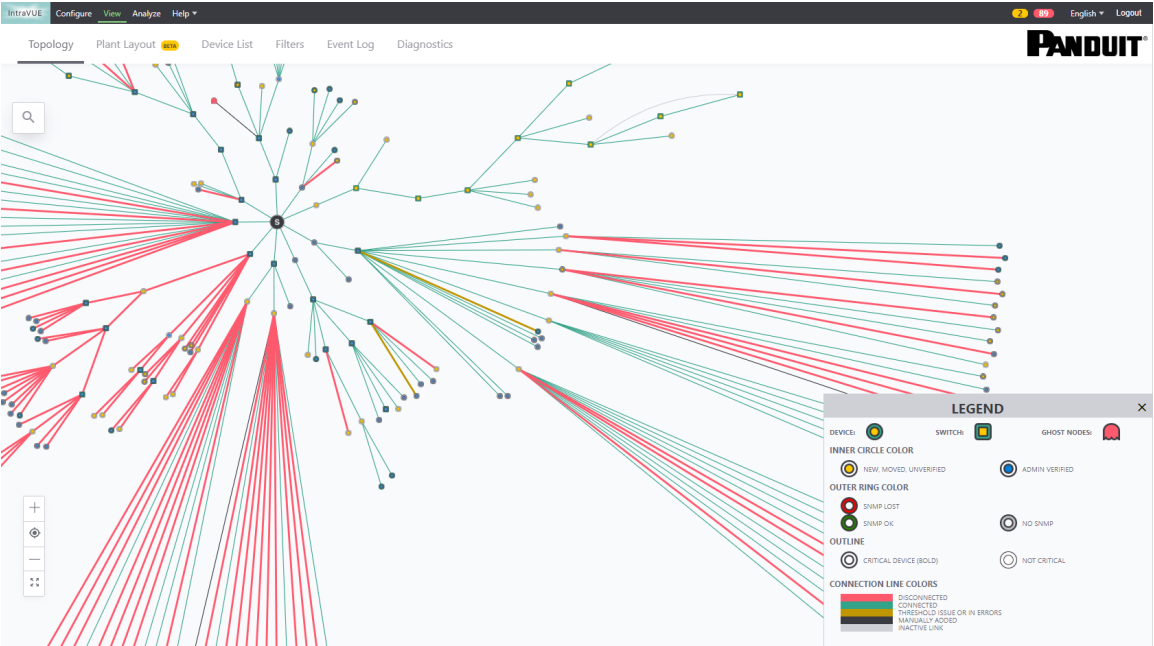 IntraVUE Configure View Analyze Help 2 89 English Logout
Topology Plant Layout BETA Device List Filters Event Log Diagnostics PANDUIT
S
LEGEND
DEVICE: SWITCH: GHOST NODES:
INNER CIRCLE COLOR
NEW, MOVED, UNVERIFIED ADMIN VERIFIED
OUTER RING COLOR
SNMP LOST
SNMP OK NO SNMP
OUTLINE
CRITICAL DEVICE (BOLD) NOT CRITICAL
CONNECTION LINE COLORS
DISCONNECTED
CONNECTED
THRESHOLD ISSUE OR IN ERRORS
MANUALLY ADDED
INACTIVE LINK